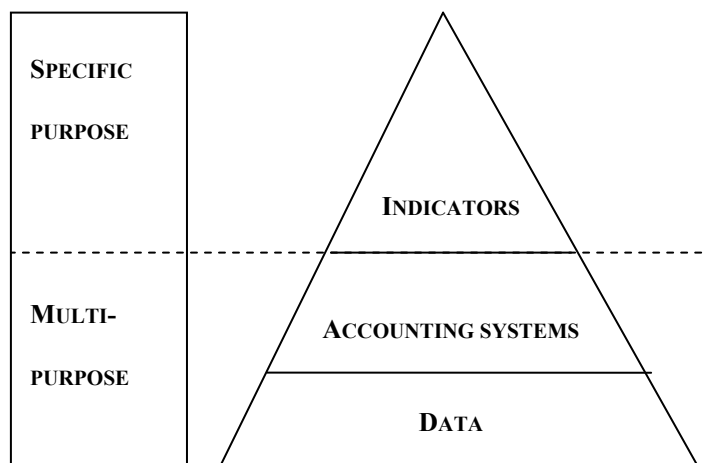 SPECIFIC
PURPOSE
INDICATORS
MULTI-
PURPOSE
ACCOUNTING SYSTEMS
DATA